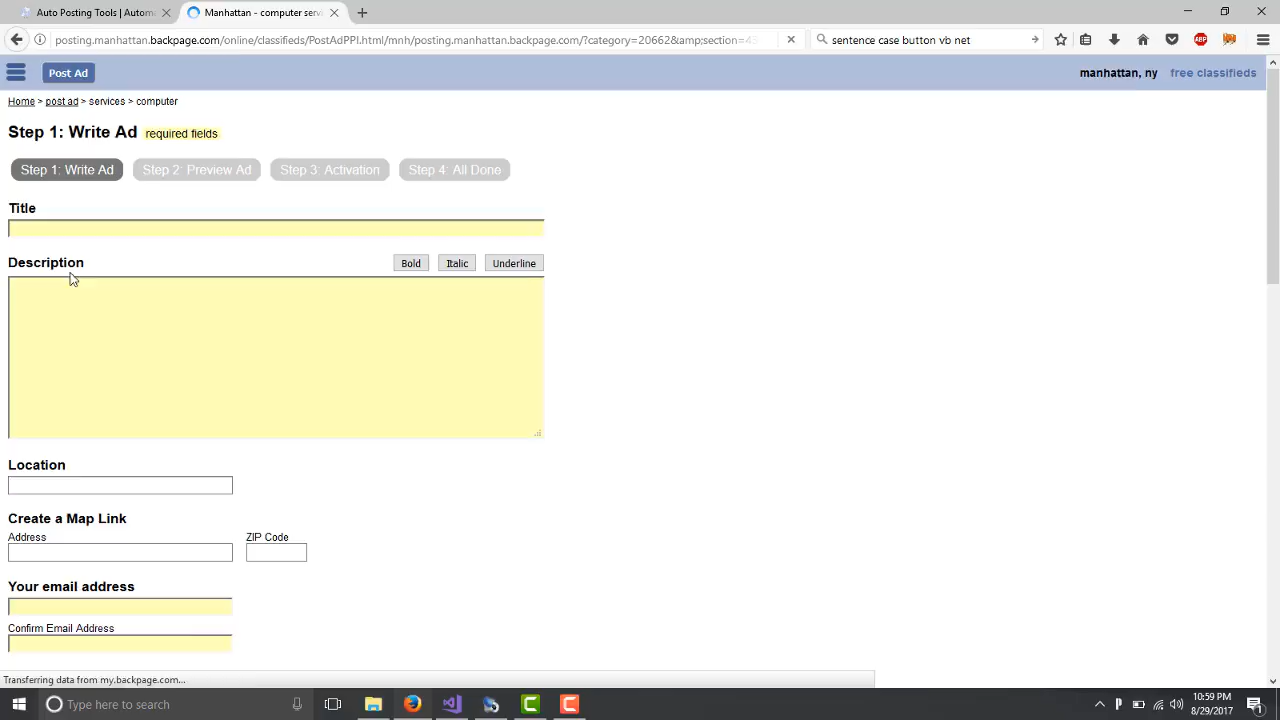 Auto Posting Tools | Autom
Manhattan - computer servi
posting.manhattan.backpage.com/online/classifieds/PostAdPPI.html/mnh/posting.manhattan.backpage.com/?category=20662&amp;section=43
sentence case button vb net
ABP
Post Ad
manhattan, ny free classifieds
Home > post ad > services > computer
Step 1: Write Ad required fields
Step 1: Write Ad Step 2: Preview Ad Step 3: Activation Step 4: All Done
Title
Description Bold Italic Underline
Location
Create a Map Link
Address ZIP Code
Your email address
Confirm Email Address
Transferring data from my.backpage.com...
Type here to search
10:59 PM
8/29/2017